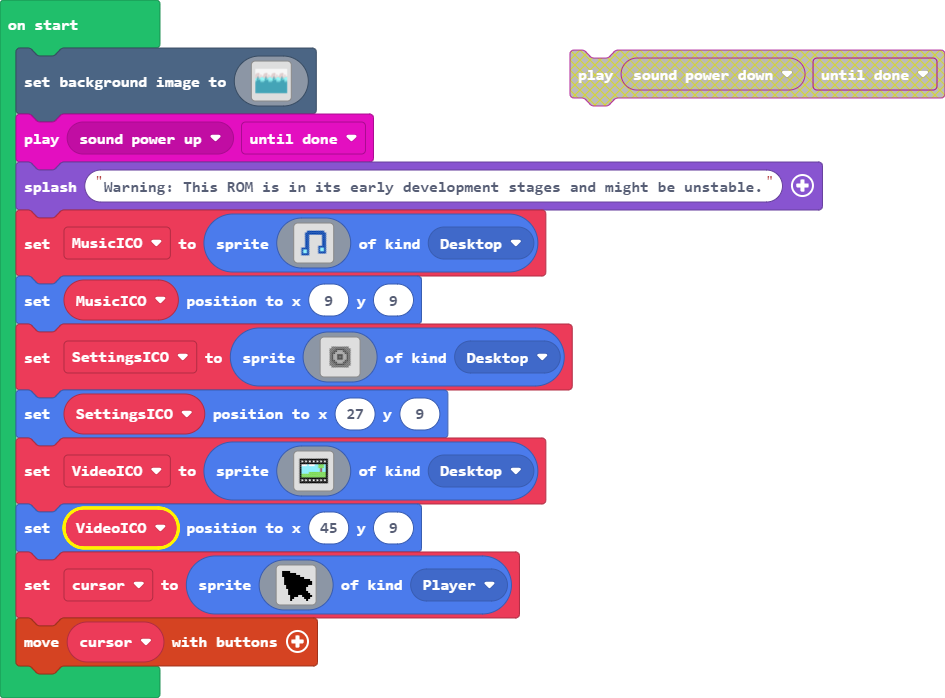 on start
set background image to
play sound power down until done
play sound power up until done
splash "Warning: This ROM is in its early development stages and might be unstable."
set MusicICO to sprite of kind Desktop
set MusicICO position to x 9 y 9
set SettingsICO to sprite of kind Desktop
set SettingsICO position to x 27 y 9
set VideoICO to sprite of kind Desktop
set VideoICO position to x 45 y 9
set cursor to sprite of kind Player
move cursor with buttons